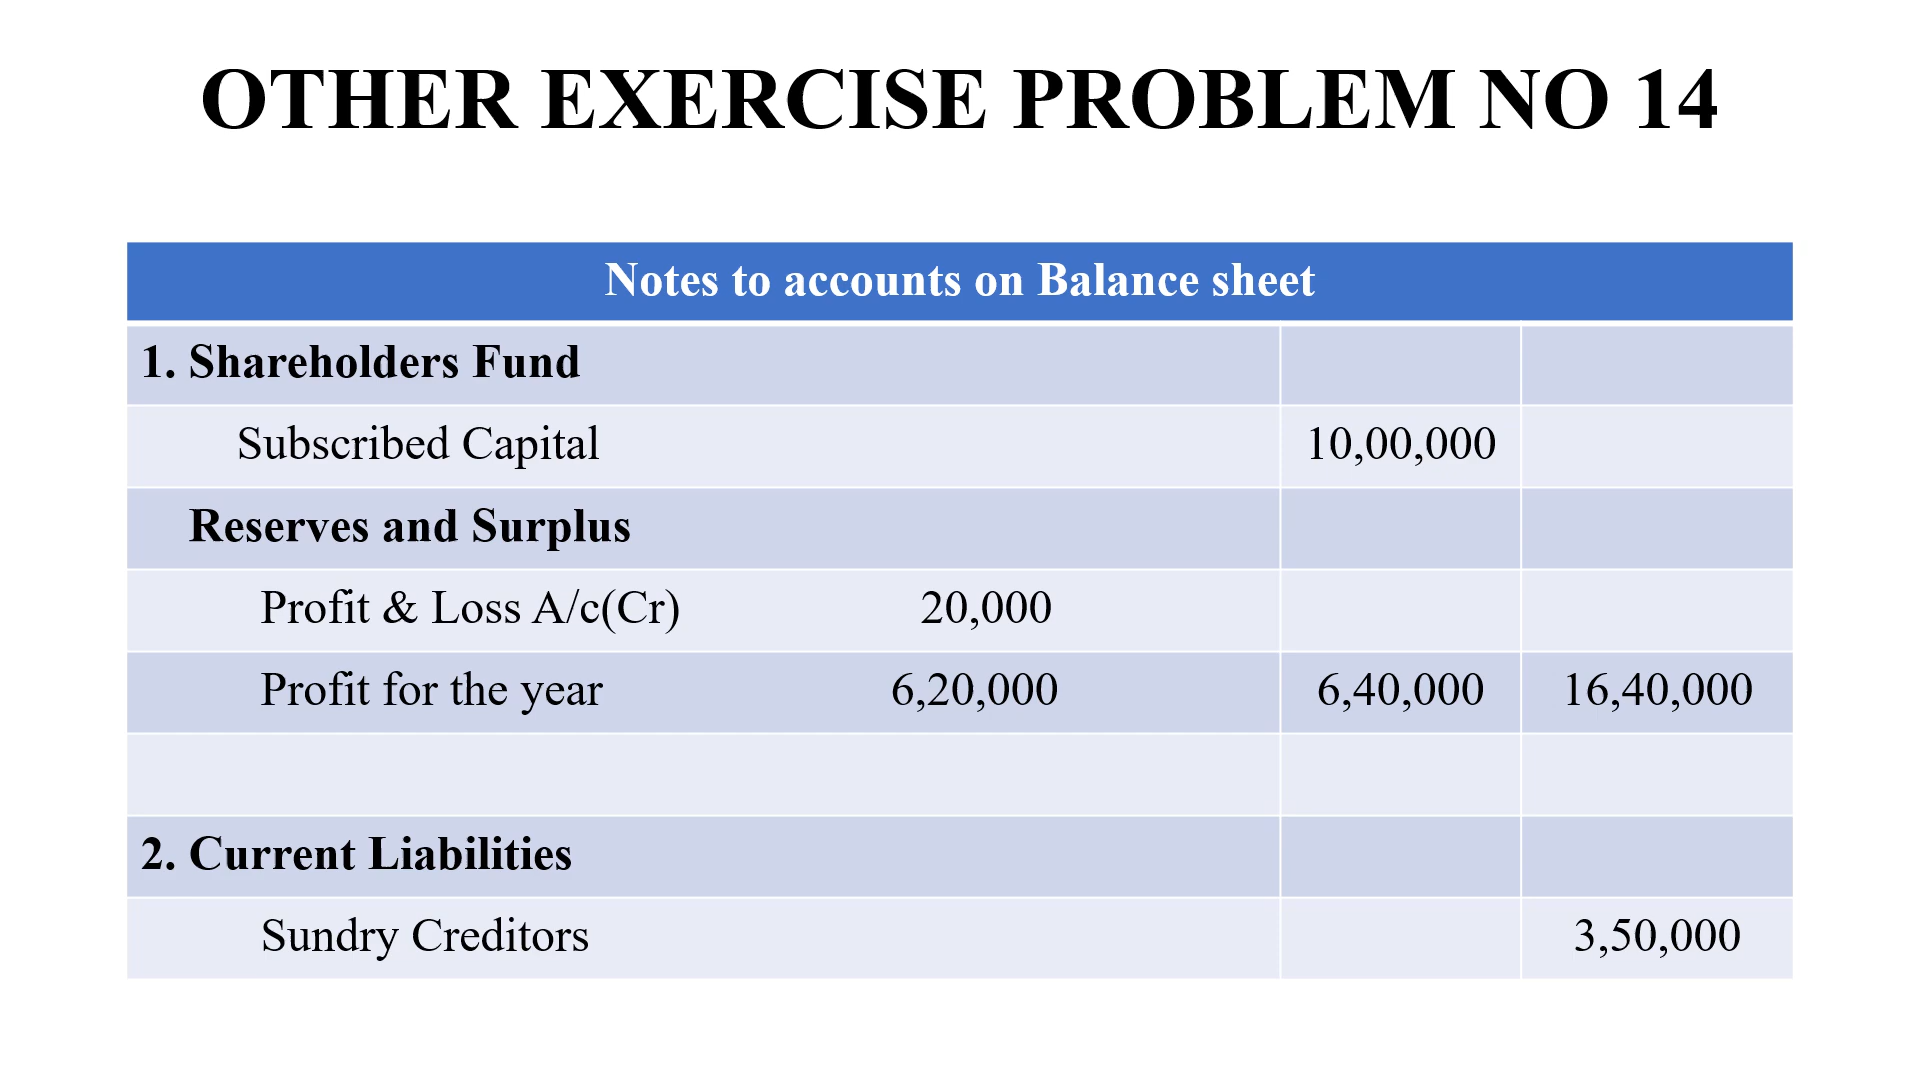 OTHER EXERCISE PROBLEM NO 14
Notes to accounts on Balance sheet
1. Shareholders Fund
Subscribed Capital 10,00,000
Reserves and Surplus
Profit & Loss A/c(Cr) 20,000
Profit for the year 6,20,000 6,40,000 16,40,000
2. Current Liabilities
Sundry Creditors 3,50,000